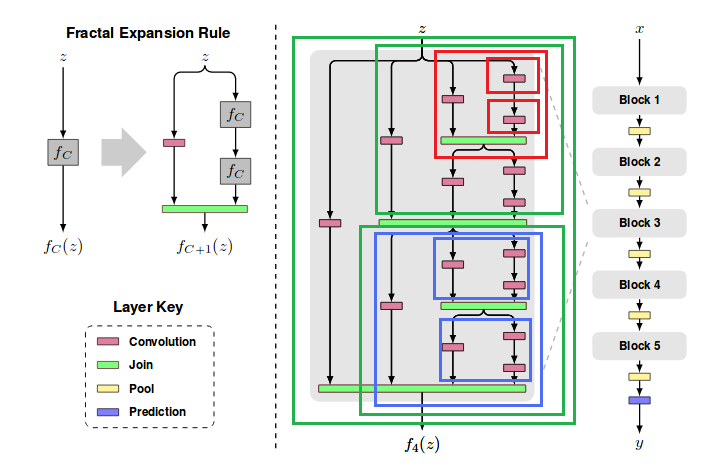 Fractal Expansion Rule
z
f_C
f_C(z)
z
f_C
f_C
f_{C+1}(z)
Layer Key
Convolution
Join
Pool
Prediction
z
f_4(z)
x
Block 1
Block 2
Block 3
Block 4
Block 5
y